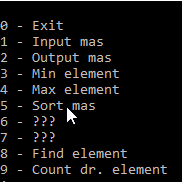 0 - Exit
1 - Input mas
2 - Output mas
3 - Min element
4 - Max element
5 - Sort mas
6 - ???
7 - ???
8 - Find element
9 - Count dr. element